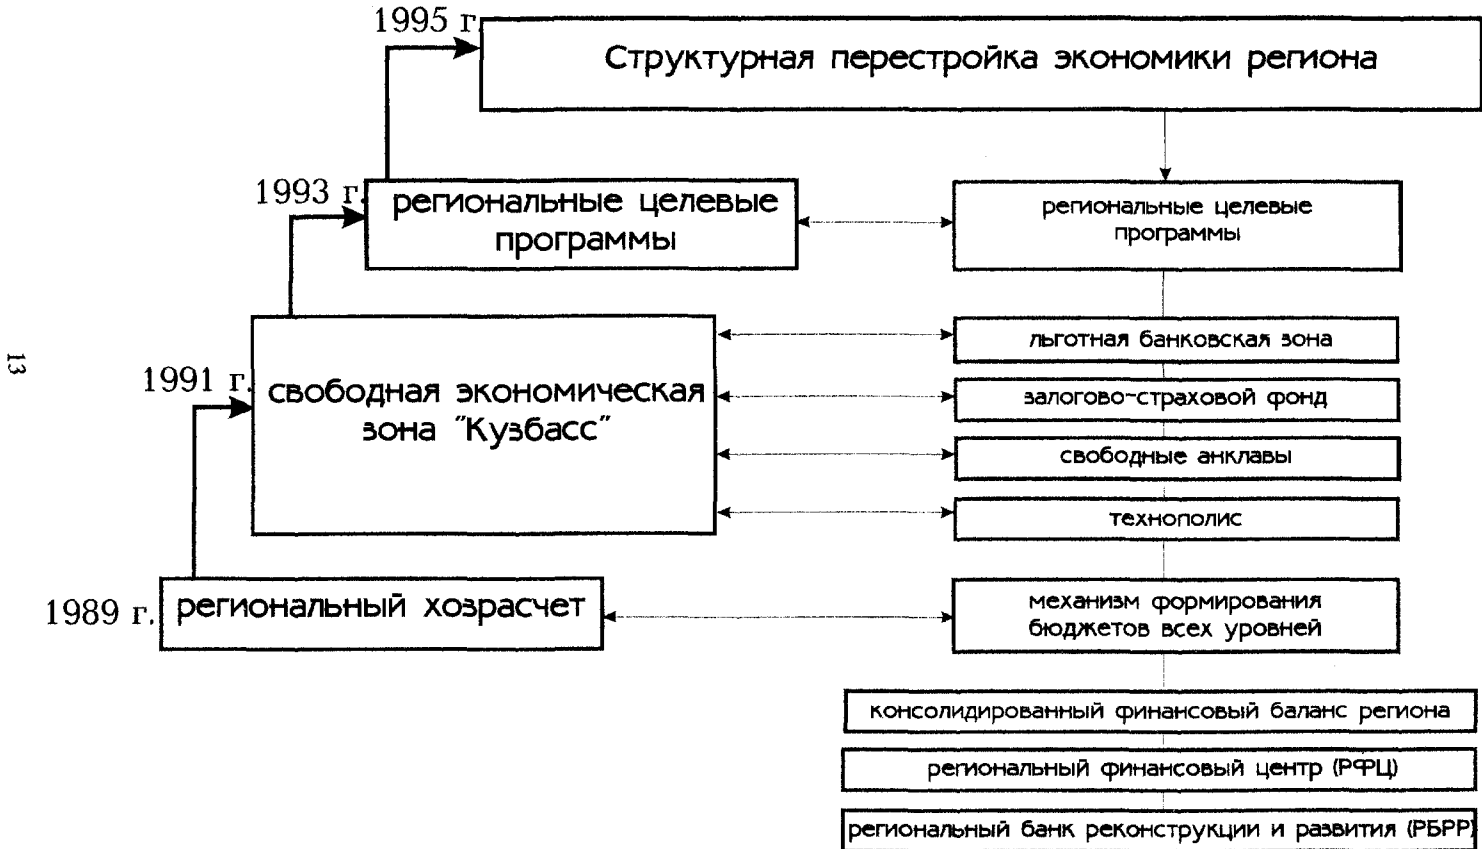 1995 г.
Структурная перестройка экономики региона
1993 г.
региональные целевые
программы
региональные целевые
программы
льготная банковская зона
1991 г.
свободная экономическая
зона "Кузбасс"
залогово-страховой фонд
свободные анклавы
технополис
1989 г.
региональный хозрасчет
механизм формирования
бюджетов всех уровней
консолидированный финансовый баланс региона
региональный финансовый центр (РФЦ)
региональный банк реконструкции и развития (РБРР)
13